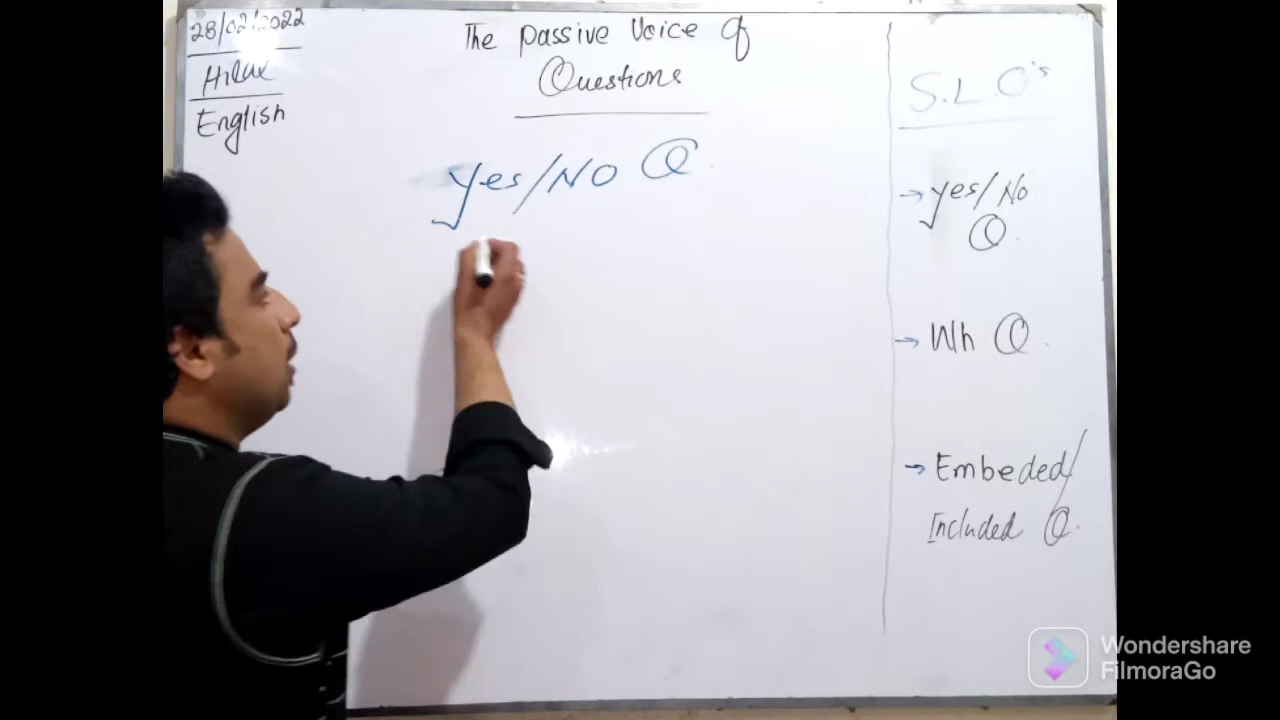 28/02/2022
Hilal
English
The Passive Voice Of
Questions
Yes/NO Q.
S.L.O's
→ yes/No
Q.
→ Wh Q.
→ Embeded/
Included Q.
Wondershare
FilmoraGo